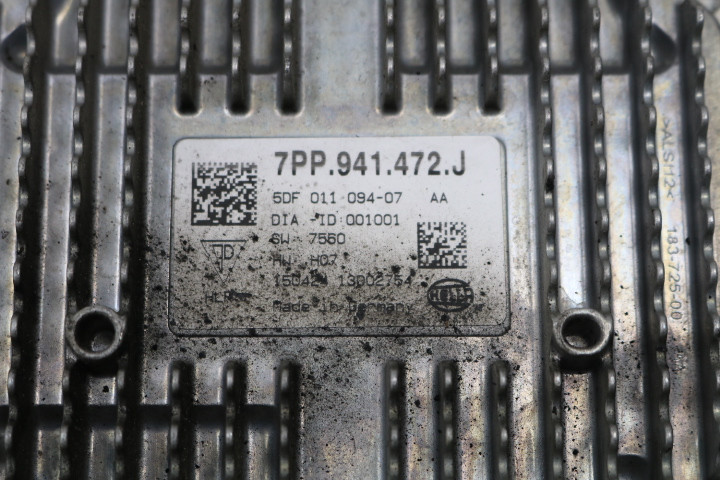 7PP.941.472.J
5DF 011 094-07 AA
DIA ID 001001
SW 7560
HW H07
13002754
Made in Germany
HELLA
>ALSI12<
183-725-00